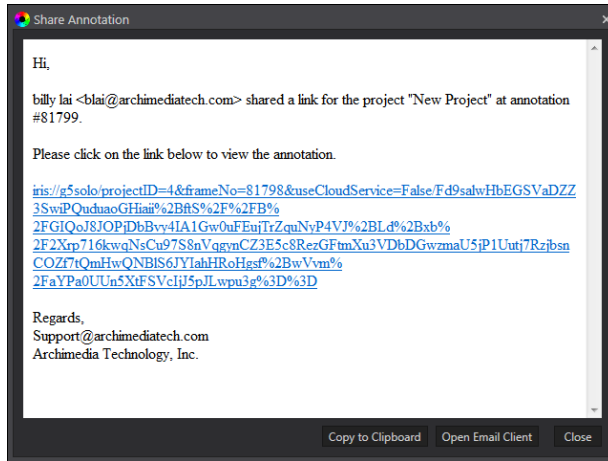 Share Annotation
Hi,
billy lai <blai@archimediatech.com> shared a link for the project "New Project" at annotation
#81799.
Please click on the link below to view the annotation.
iris://g5solo/projectID=4&frameNo=81798&useCloudService=False/Fd9salwHbEGSVaDZZ
3SwiPQuduaoGHiaii%2BftS%2F%2FB%
2FGIQoJ8JOPjDbBvy4IA1Gw0uFEujTrZquNyP4VJ%2BLd%2Bxb%
2F2Xrp716kwqNsCu97S8nVqgynCZ3E5c8RezGFtmXu3VDbDGwzmaU5jP1Uutj7Rzjbsn
COZf7tQmHwQNBlS6JYIahHRoHgsf%2BwVvm%
2FaYPa0UUn5XtFSVcIjJ5pJLwpu3g%3D%3D
Regards,
Support@archimediatech.com
Archimedia Technology, Inc.
Copy to Clipboard Open Email Client Close